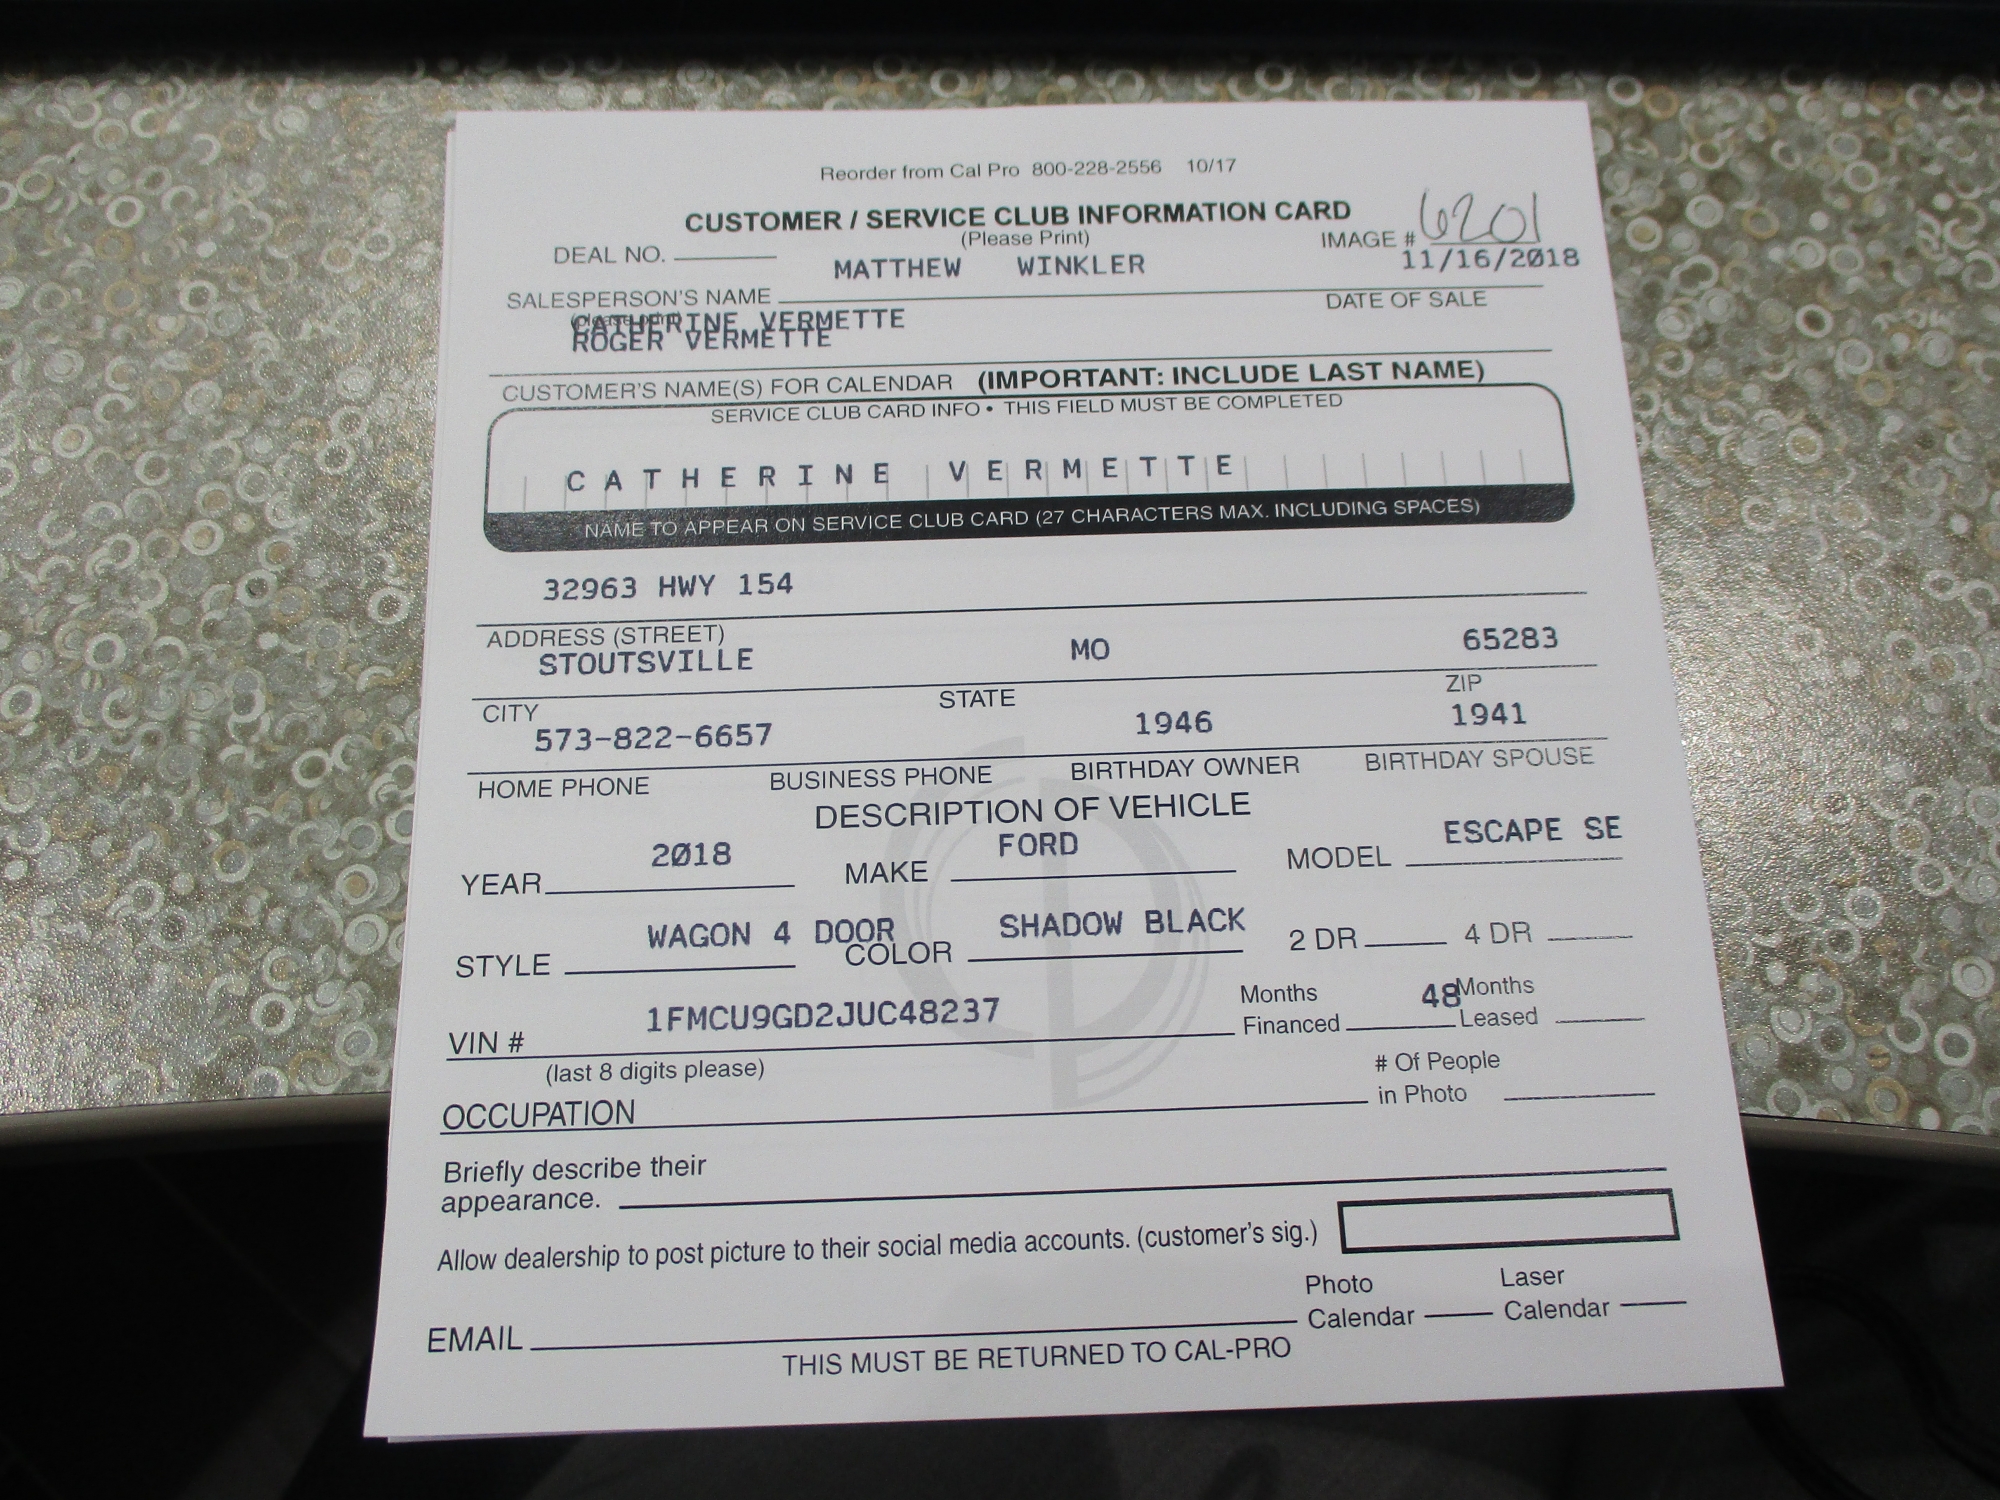 Reorder from Cal Pro 800-228-2556 10/17
CUSTOMER / SERVICE CLUB INFORMATION CARD
(Please Print)
DEAL NO. IMAGE # 6201
MATTHEW WINKLER 11/16/2018
SALESPERSON'S NAME DATE OF SALE
(please print)
CATHERINE VERMETTE
ROGER VERMETTE
CUSTOMER'S NAME(S) FOR CALENDAR (IMPORTANT: INCLUDE LAST NAME)
SERVICE CLUB CARD INFO • THIS FIELD MUST BE COMPLETED
CATHERINE VERMETTE
NAME TO APPEAR ON SERVICE CLUB CARD (27 CHARACTERS MAX. INCLUDING SPACES)
32963 HWY 154
ADDRESS (STREET)
STOUTSVILLE MO 65283
CITY STATE ZIP
573-822-6657 1946 1941
HOME PHONE BUSINESS PHONE BIRTHDAY OWNER BIRTHDAY SPOUSE
DESCRIPTION OF VEHICLE
YEAR 2018 MAKE FORD MODEL ESCAPE SE
STYLE WAGON 4 DOOR COLOR SHADOW BLACK 2 DR 4 DR
VIN # 1FMCU9GD2JUC48237 Months Financed 48 Months Leased
(last 8 digits please)
OCCUPATION # Of People in Photo
Briefly describe their
appearance.
Allow dealership to post picture to their social media accounts. (customer's sig.)
EMAIL Photo Calendar Laser Calendar
THIS MUST BE RETURNED TO CAL-PRO